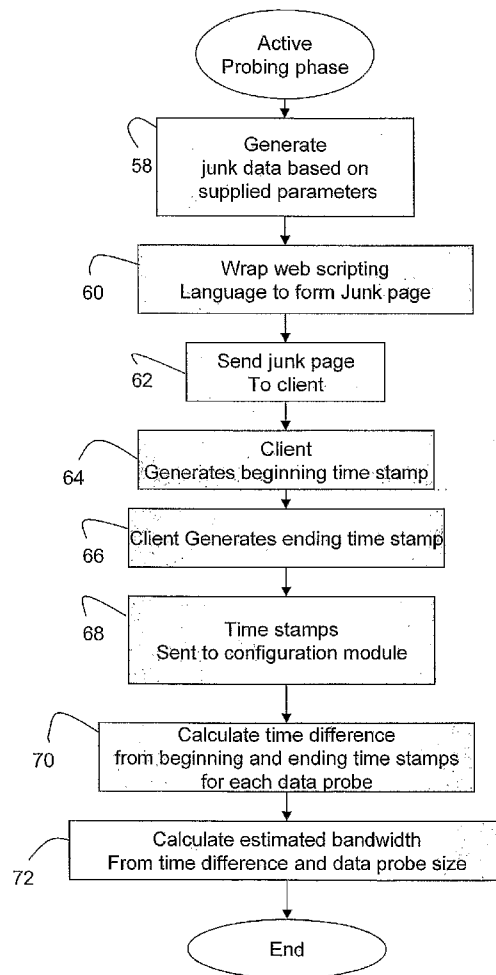 Active
Probing phase
58
Generate
junk data based on
supplied parameters
60
Wrap web scripting
Language to form Junk page
62
Send junk page
To client
64
Client
Generates beginning time stamp
66
Client Generates ending time stamp
68
Time stamps
Sent to configuration module
70
Calculate time difference
from beginning and ending time stamps
for each data probe
72
Calculate estimated bandwidth
From time difference and data probe size
End